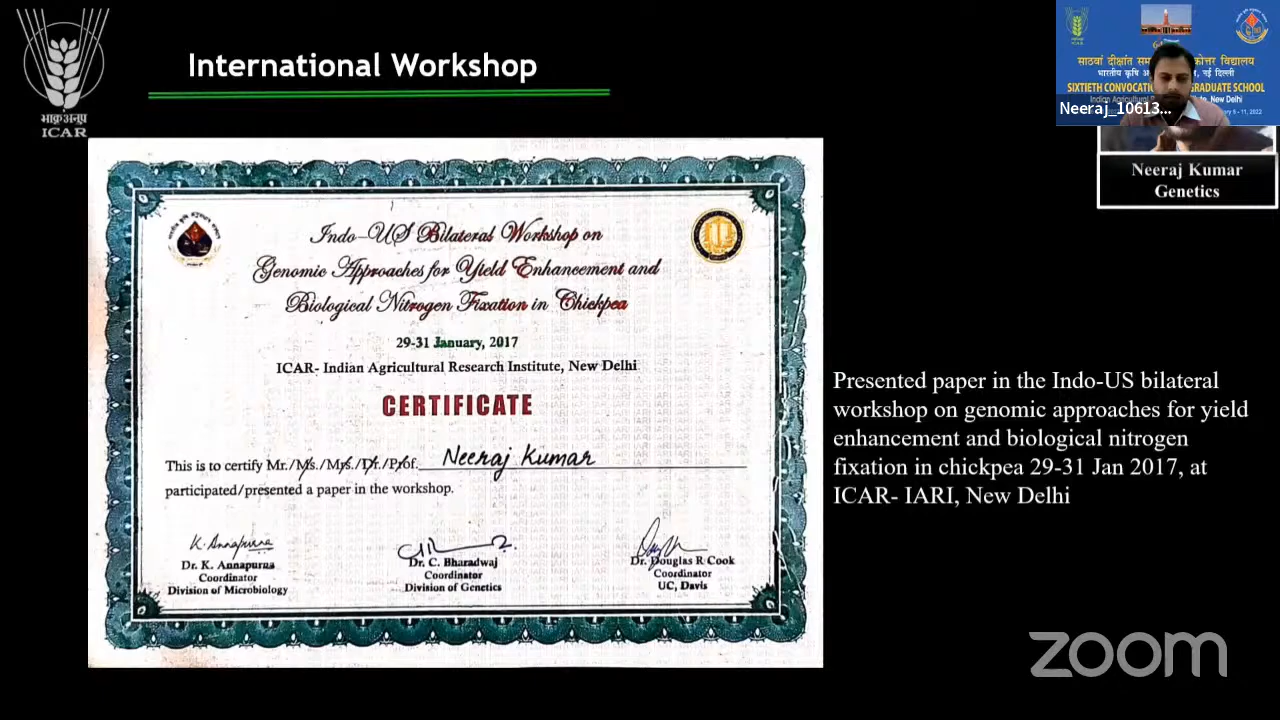 भाकृअनुप
ICAR
International Workshop
Indo-US Bilateral Workshop on
Genomic Approaches for Yield Enhancement and
Biological Nitrogen Fixation in Chickpea
29-31 January, 2017
ICAR- Indian Agricultural Research Institute, New Delhi
CERTIFICATE
This is to certify Mr./Ms./Mrs./Dr./Prof. Neeraj Kumar
participated/presented a paper in the workshop.
K. Annapurna
Dr. K. Annapurna
Coordinator
Division of Microbiology
Dr. C. Bharadwaj
Coordinator
Division of Genetics
Dr. Douglas R Cook
Coordinator
UC, Davis
Presented paper in the Indo-US bilateral
workshop on genomic approaches for yield
enhancement and biological nitrogen
fixation in chickpea 29-31 Jan 2017, at
ICAR- IARI, New Delhi
साठवां दीक्षांत
भारतीय कृषि नई दिल्ली
SIXTIETH
Indian New Delhi
Neeraj_10613...
Neeraj Kumar
Genetics
zoom